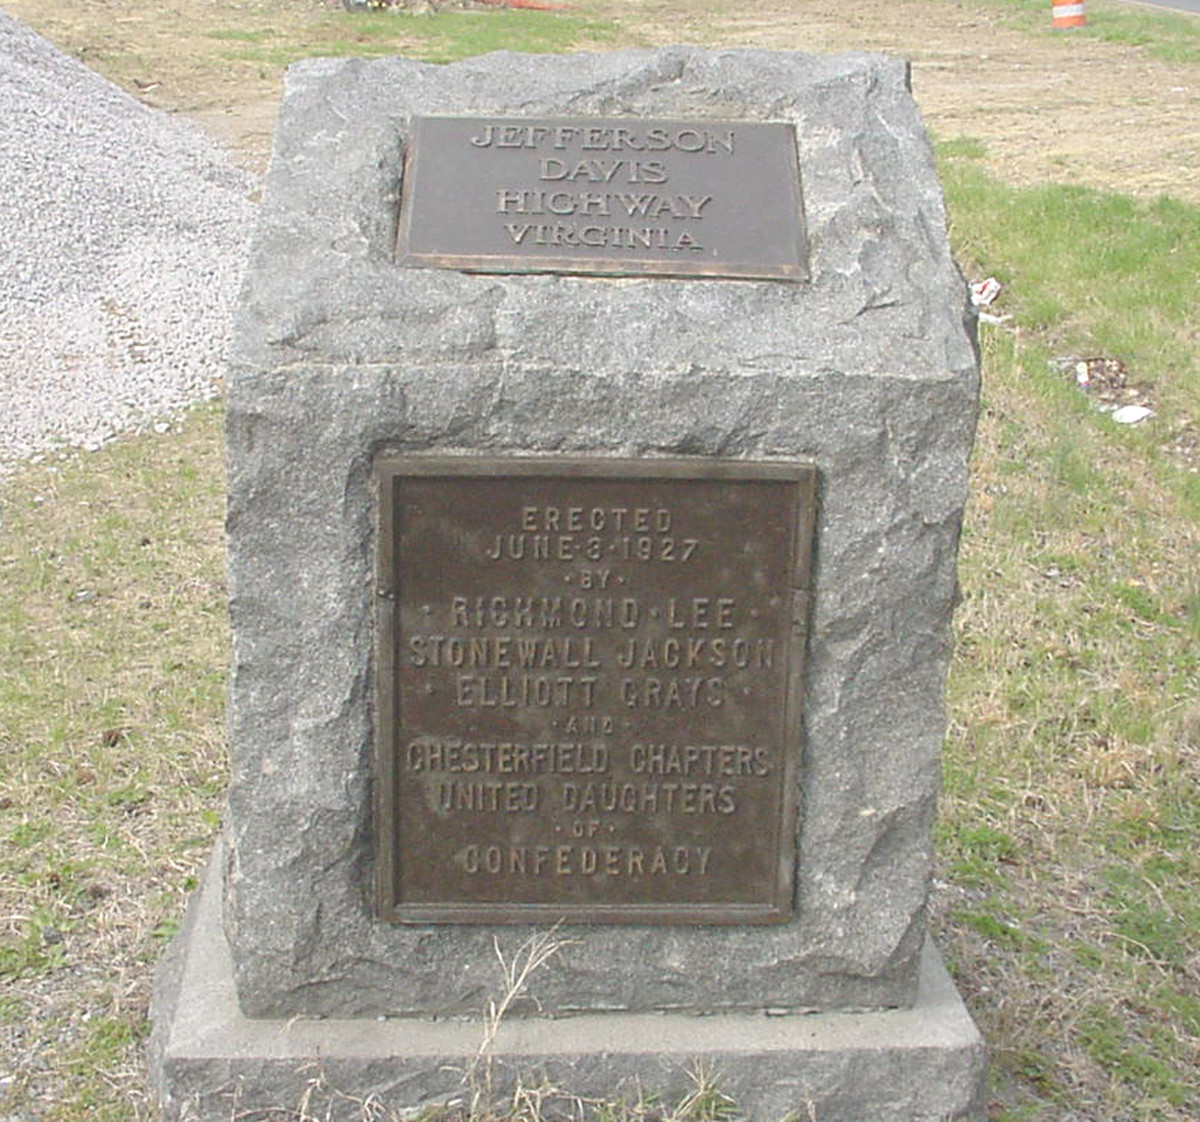 JEFFERSON
DAVIS
HIGHWAY
VIRGINIA
ERECTED
JUNE·3·1927
·BY·
·RICHMOND·LEE·
STONEWALL JACKSON
·ELLIOTT GRAYS·
·AND·
CHESTERFIELD CHAPTERS
UNITED DAUGHTERS
·OF·
CONFEDERACY